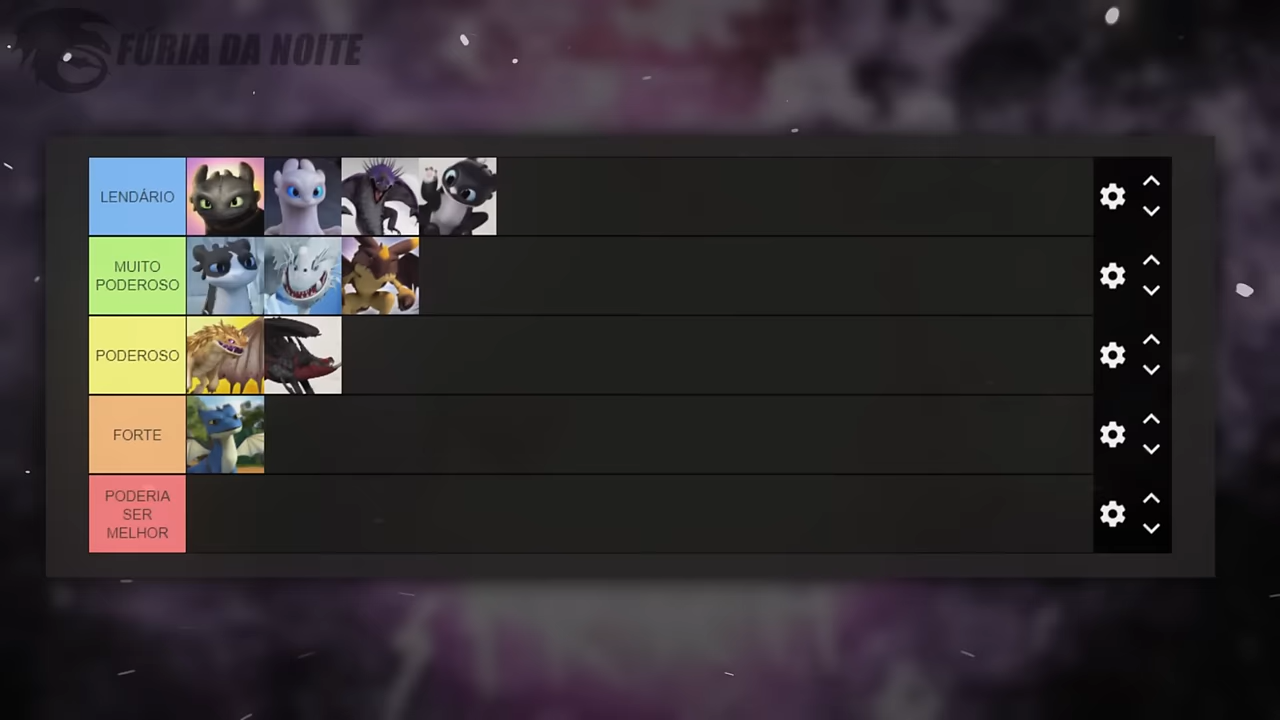 FÚRIA DA NOITE
LENDÁRIO
MUITO
PODEROSO
PODEROSO
FORTE
PODERIA
SER
MELHOR